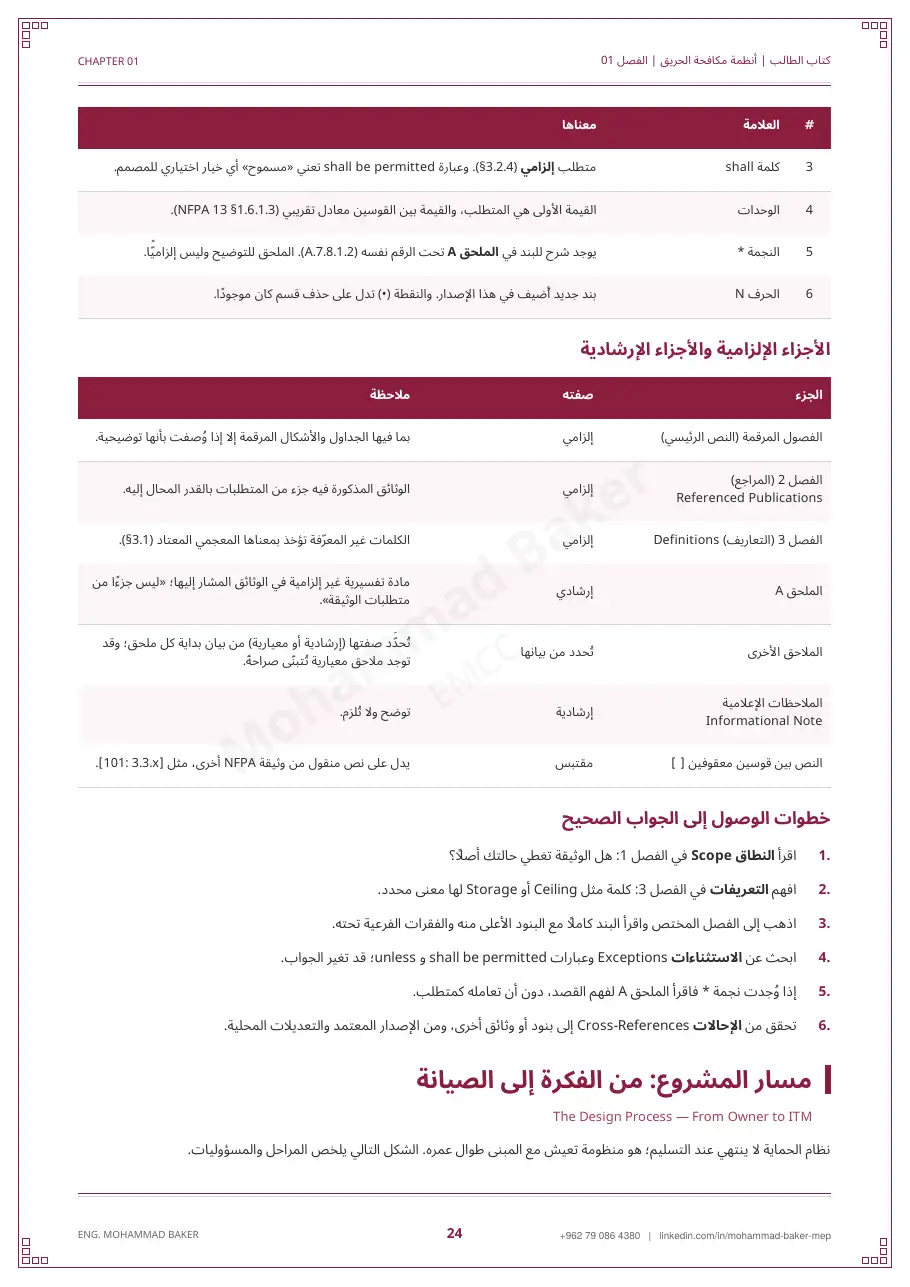 كتاب الطالب | أنظمة مكافحة الحريق | الفصل 01
CHAPTER 01
# العلامة معناها
3 كلمة shall متطلب إلزامي (§3.2.4). وعبارة shall be permitted تعني «مسموح» أي خيار اختياري للمصمم.
4 الوحدات القيمة الأولى هي المتطلب، والقيمة بين القوسين معادل تقريبي (NFPA 13 §1.6.1.3).
5 النجمة * يوجد شرح للبند في الملحق A تحت الرقم نفسه (A.7.8.1.2). الملحق للتوضيح وليس إلزاميًّا.
6 الحرف N بند جديد أُضيف في هذا الإصدار. والنقطة (•) تدل على حذف قسم كان موجودًا.
الأجزاء الإلزامية والأجزاء الإرشادية
الجزء صفته ملاحظة
الفصول المرقمة (النص الرئيسي) إلزامي بما فيها الجداول والأشكال المرقمة إلا إذا وُصفت بأنها توضيحية.
الفصل 2 (المراجع)
Referenced Publications
إلزامي الوثائق المذكورة فيه جزء من المتطلبات بالقدر المحال إليه.
الفصل 3 (التعاريف) Definitions إلزامي الكلمات غير المعرّفة تؤخذ بمعناها المعجمي المعتاد (§3.1).
الملحق A إرشادي مادة تفسيرية غير إلزامية في الوثائق المشار إليها؛ «ليس جزءًا من
متطلبات الوثيقة».
الملاحق الأخرى تُحدد من بيانها تُحدَّد صفتها (إرشادية أو معيارية) من بيان بداية كل ملحق؛ وقد
توجد ملاحق معيارية تُتبنّى صراحةً.
الملاحظات الإعلامية
Informational Note
إرشادية توضح ولا تُلزم.
النص بين قوسين معقوفين [ ] مقتبس يدل على نص منقول من وثيقة NFPA أخرى، مثل [101: 3.3.x].
Mohammad Baker
EMCC
خطوات الوصول إلى الجواب الصحيح
1. اقرأ النطاق Scope في الفصل 1: هل الوثيقة تغطي حالتك أصلًا؟
2. افهم التعريفات في الفصل 3: كلمة مثل Ceiling أو Storage لها معنى محدد.
3. اذهب إلى الفصل المختص واقرأ البند كاملًا مع البنود الأعلى منه والفقرات الفرعية تحته.
4. ابحث عن الاستثناءات Exceptions وعبارات shall be permitted و unless؛ قد تغير الجواب.
5. إذا وُجدت نجمة * فاقرأ الملحق A لفهم القصد، دون أن تعامله كمتطلب.
6. تحقق من الإحالات Cross-References إلى بنود أو وثائق أخرى، ومن الإصدار المعتمد والتعديلات المحلية.
مسار المشروع: من الفكرة إلى الصيانة
The Design Process — From Owner to ITM
نظام الحماية لا ينتهي عند التسليم؛ هو منظومة تعيش مع المبنى طوال عمره. الشكل التالي يلخص المراحل والمسؤوليات.
ENG. MOHAMMAD BAKER
24
+962 79 086 4380 | linkedin.com/in/mohammad-baker-mep